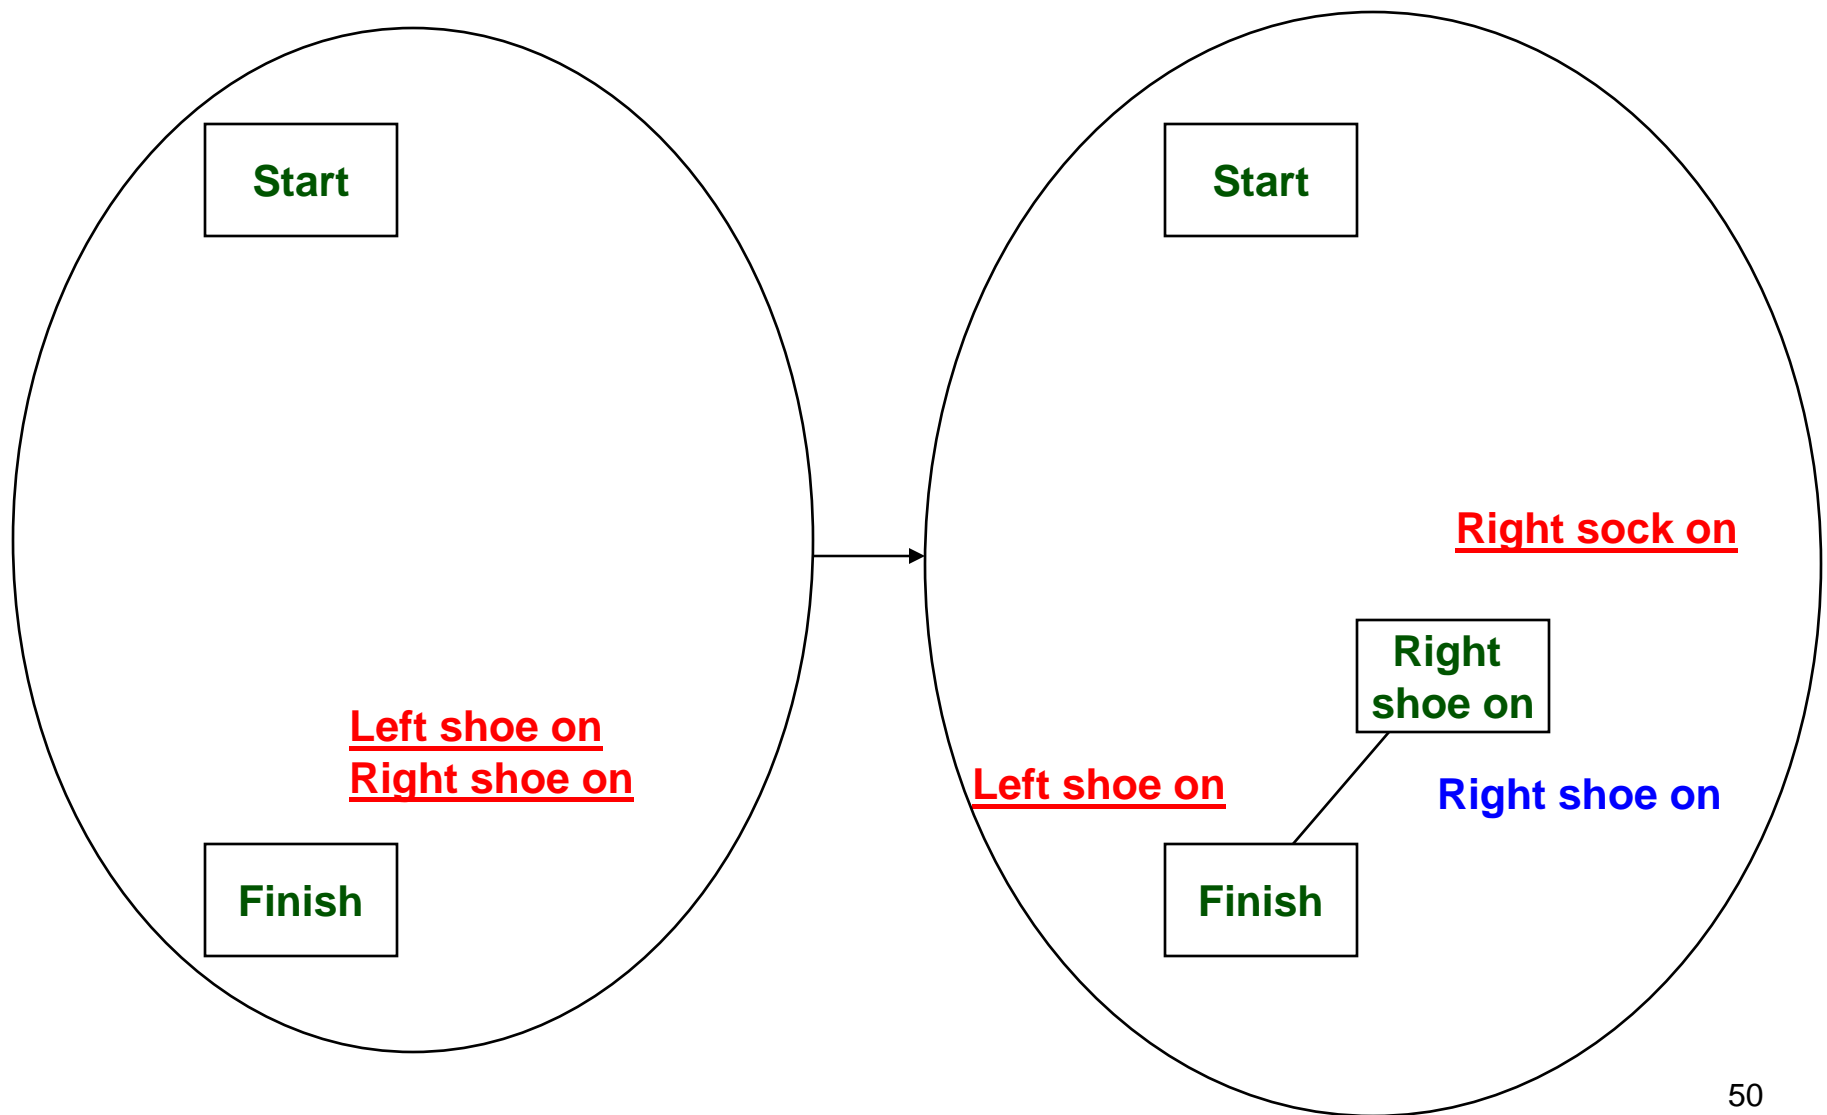 Start
Left shoe on
Right shoe on
Finish
Start
Right sock on
Right
shoe on
Left shoe on
Right shoe on
Finish
50